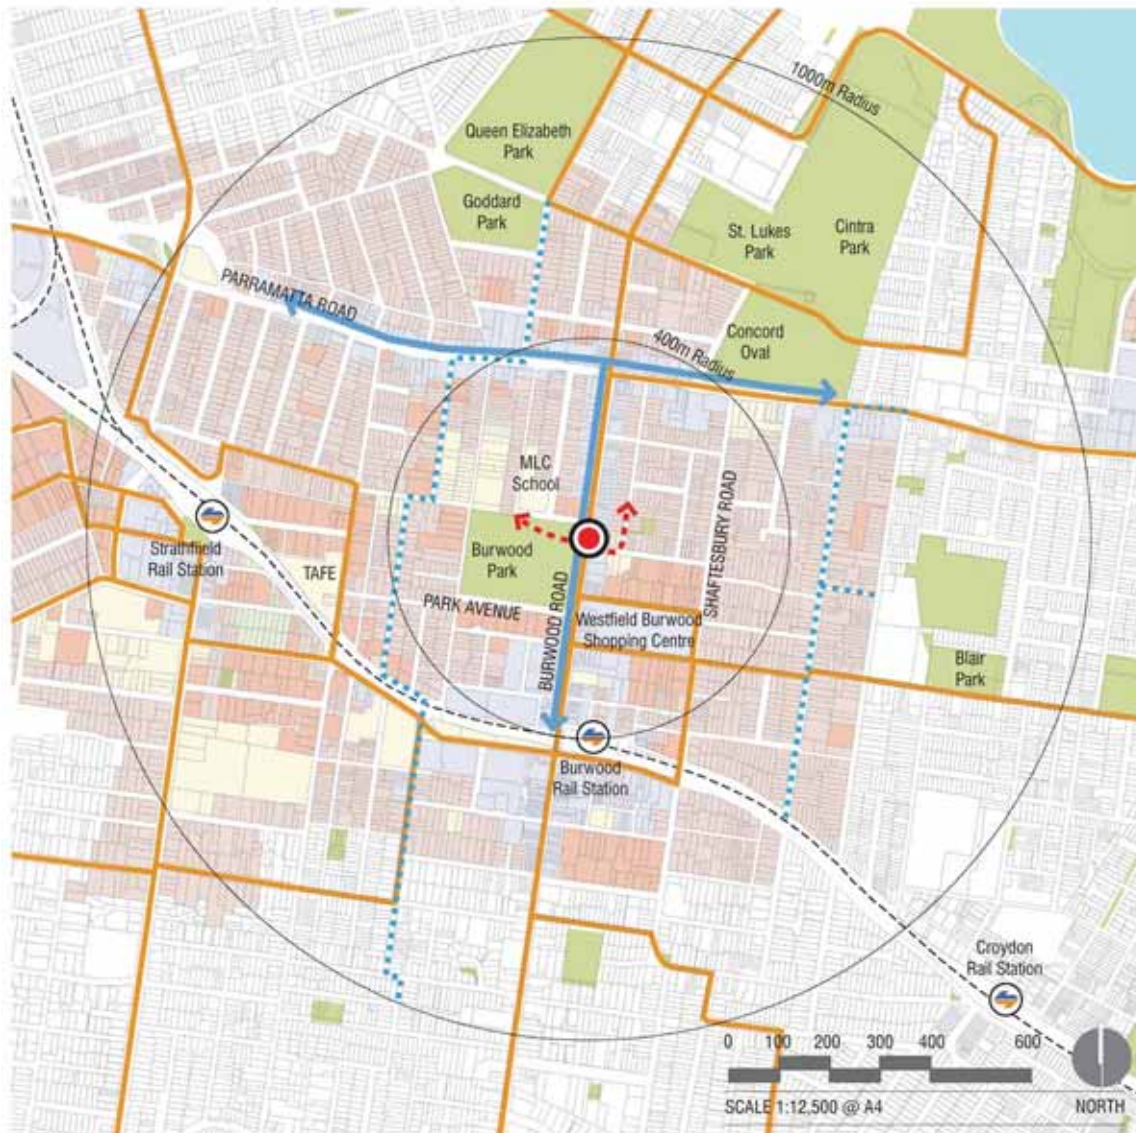 1000m Radius
Queen Elizabeth
Park
Goddard
Park
St. Lukes
Park
Cintra
Park
PARRAMATTA ROAD
400m Radius
Concord
Oval
MLC
School
SHAFTESBURY ROAD
Strathfield
Rail Station
TAFE
Burwood
Park
PARK AVENUE
BURWOOD ROAD
Westfield Burwood
Shopping Centre
Blair
Park
Burwood
Rail Station
Croydon
Rail Station
0 100 200 300 400 600
SCALE 1:12,500 @ A4
NORTH